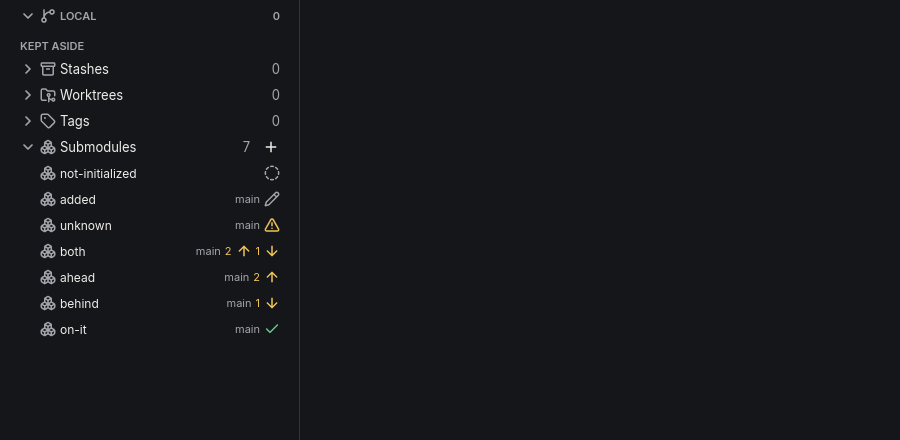 LOCAL 0
KEPT ASIDE
Stashes 0
Worktrees 0
Tags 0
Submodules 7
not-initialized
added main
unknown main
both main 2 1
ahead main 2
behind main 1
on-it main